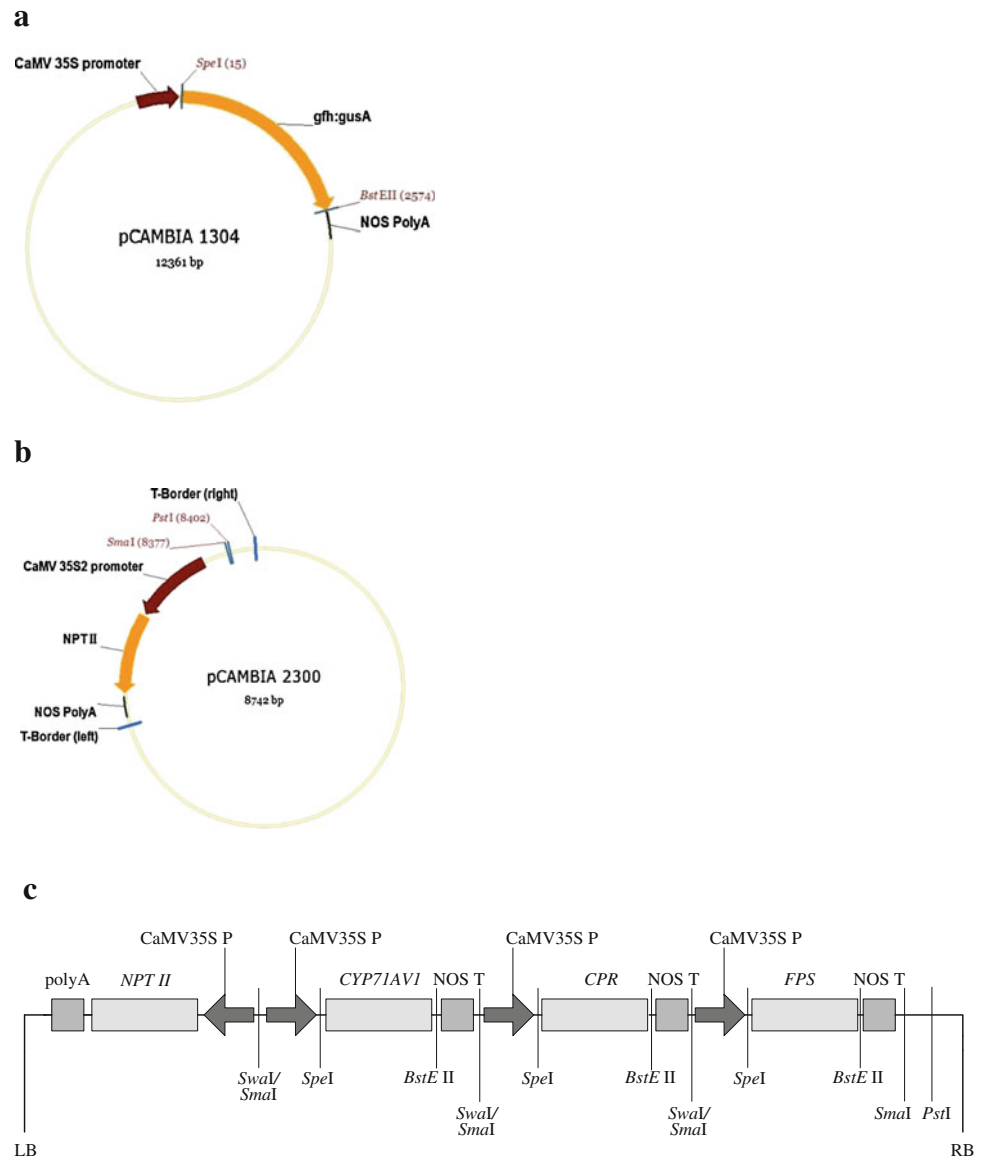 a
CaMV 35S promoter
SpeI (15)
gfh:gusA
BstEII (2574)
NOS PolyA
pCAMBIA 1304
12361 bp
b
T-Border (right)
PstI (8402)
SmaI (8377)
CaMV 35S2 promoter
NPT II
pCAMBIA 2300
8742 bp
NOS PolyA
T-Border (left)
c
CaMV35S P CaMV35S P CaMV35S P CaMV35S P
polyA NPT II CYP71AV1 NOS T CPR NOS T FPS NOS T
SwaI/ SpeI BstE II SpeI BstE II SpeI BstE II
SmaI
SwaI/ SwaI/ SmaI PstI
SmaI SmaI
LB RB